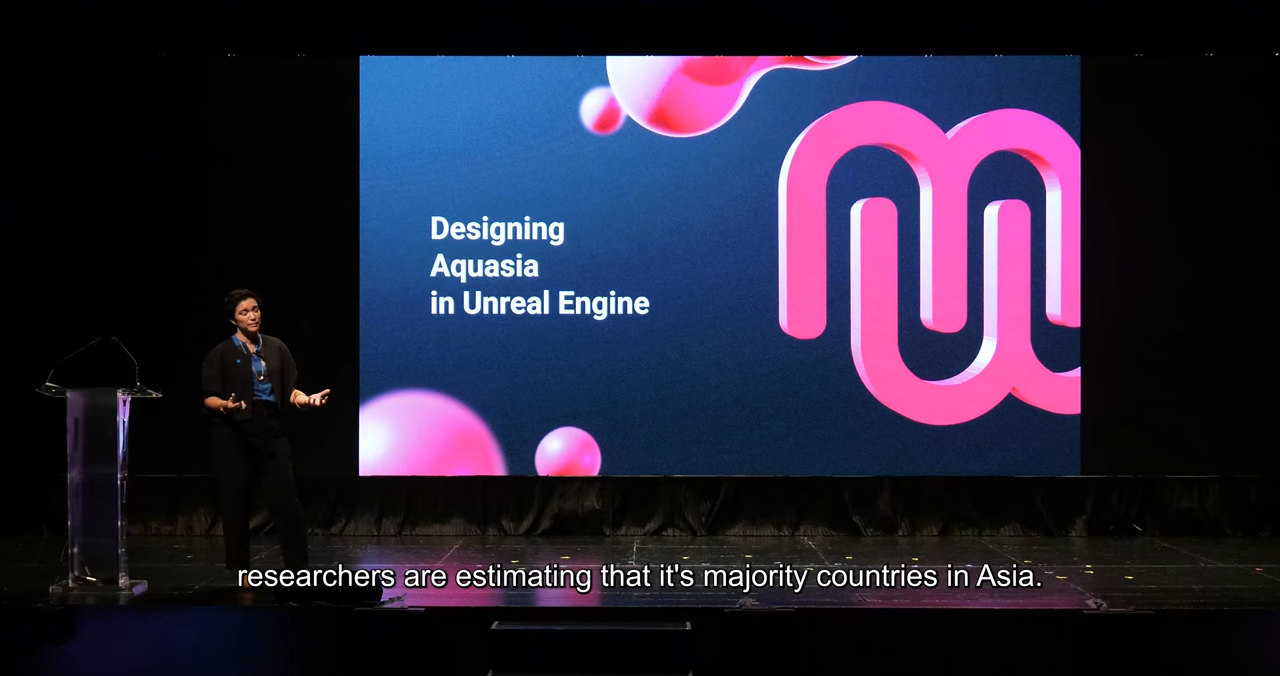 Designing
Aquasia
in Unreal Engine
researchers are estimating that it's majority countries in Asia.